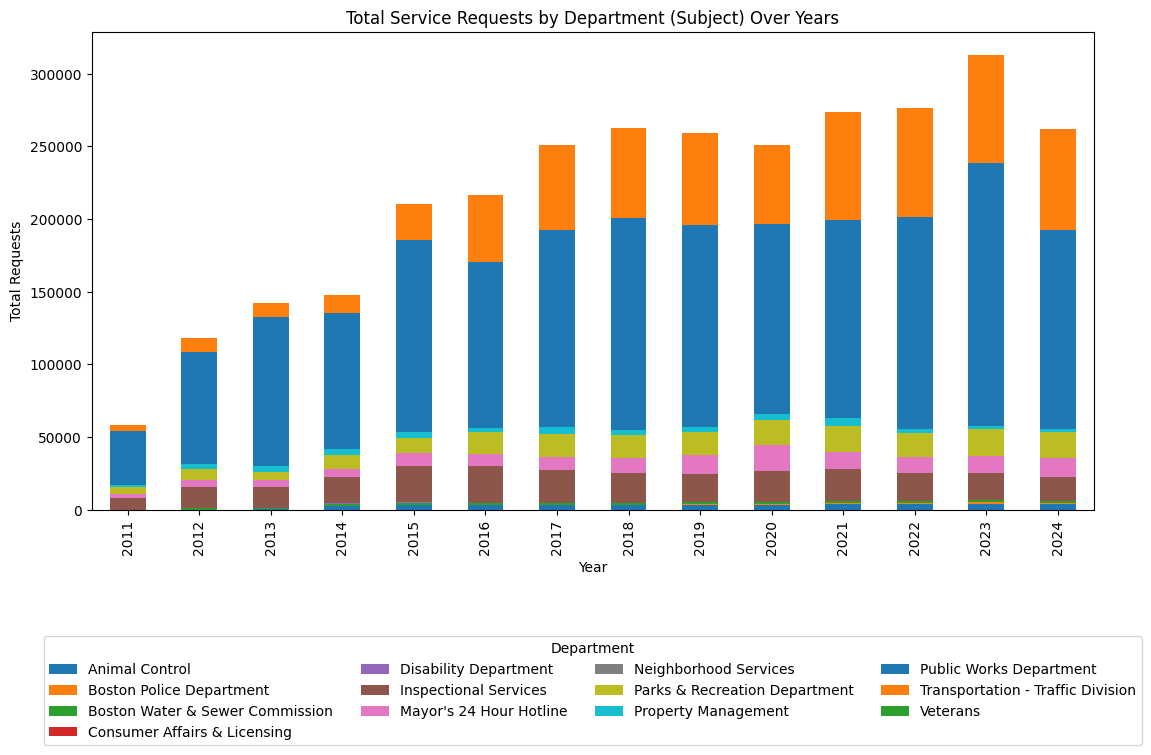 Total Service Requests by Department (Subject) Over Years
Total Requests
300000
250000
200000
150000
100000
50000
0
2011 2012 2013 2014 2015 2016 2017 2018 2019 2020 2021 2022 2023 2024
Year
Department
Animal Control
Boston Police Department
Boston Water & Sewer Commission
Consumer Affairs & Licensing
Disability Department
Inspectional Services
Mayor's 24 Hour Hotline
Neighborhood Services
Parks & Recreation Department
Property Management
Public Works Department
Transportation - Traffic Division
Veterans